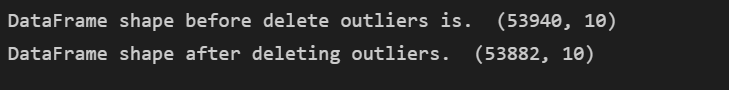 DataFrame shape before delete outliers is.  (53940, 10)
DataFrame shape after deleting outliers.  (53882, 10)